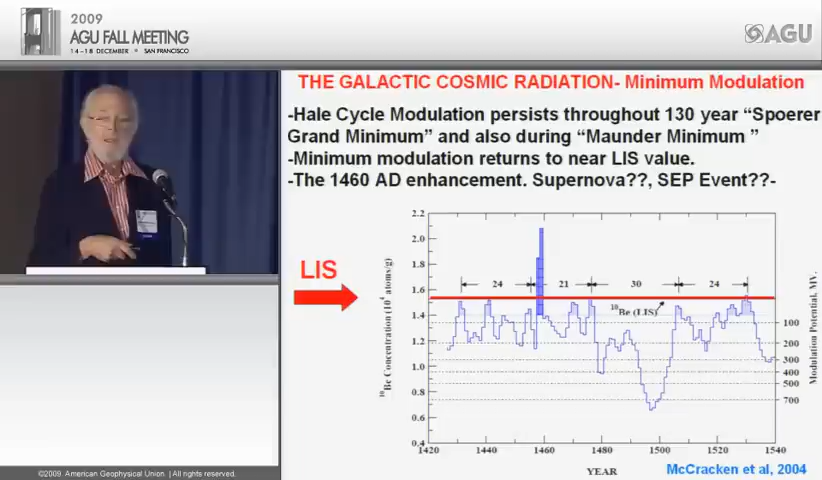 2009
AGU FALL MEETING
14 -18 DECEMBER • SAN FRANCISCO
AGU
THE GALACTIC COSMIC RADIATION- Minimum Modulation
-Hale Cycle Modulation persists throughout 130 year “Spoerer
Grand Minimum” and also during “Maunder Minimum ”
-Minimum modulation returns to near LIS value.
-The 1460 AD enhancement. Supernova??, SEP Event??-
LIS
¹⁰Be Concentration (10⁴ atoms/g)
2.2
2.0
1.8
1.6
1.4
1.2
1.0
0.8
0.6
0.4
24
21
30
24
¹⁰Be (LIS)
100
200
300
400
500
700
Modulation Potential, MV.
1420
1440
1460
1480
1500
1520
1540
YEAR
McCracken et al, 2004
©2009. American Geophysical Union. | All rights reserved.